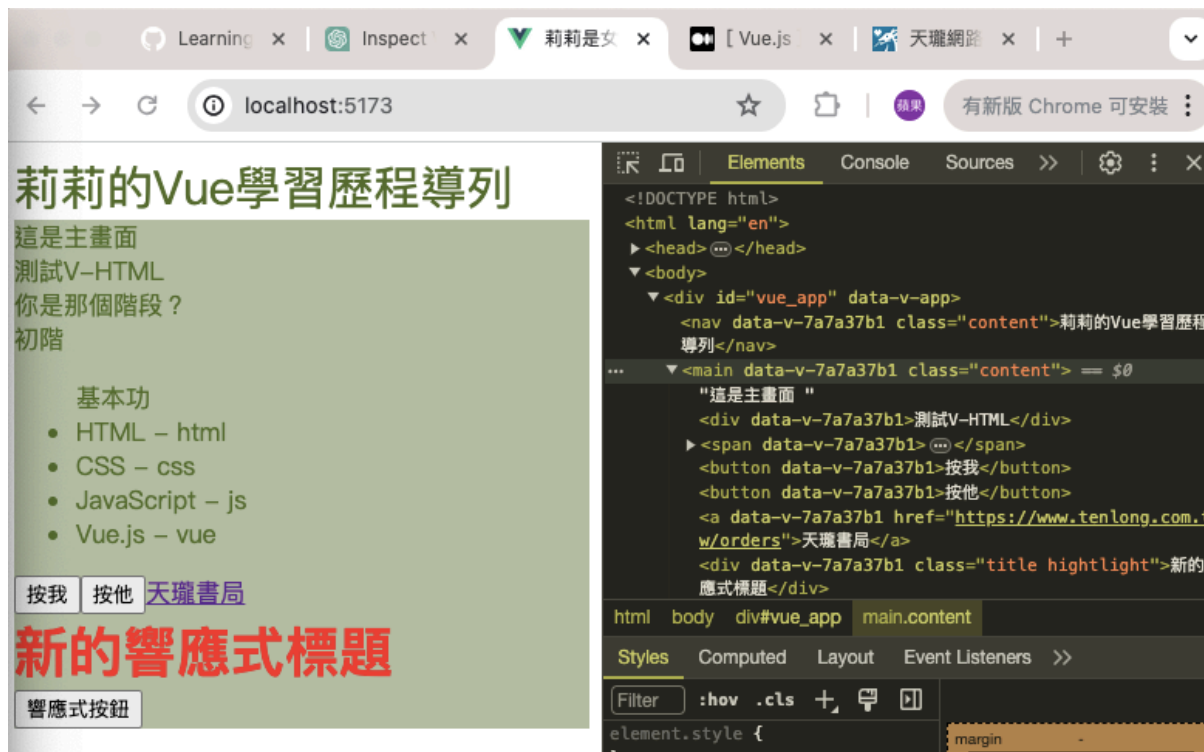 Learning
Inspect
莉莉是女
[ Vue.js
天瓏網路
localhost:5173
蘋果
有新版 Chrome 可安裝
莉莉的Vue學習歷程導列
這是主畫面
測試V-HTML
你是那個階段？
初階
基本功
HTML - html
CSS - css
JavaScript - js
Vue.js - vue
按我 按他 天瓏書局
新的響應式標題
響應式按鈕
Elements Console Sources
<!DOCTYPE html>
<html lang="en">
<head> </head>
<body>
<div id="vue_app" data-v-app>
<nav data-v-7a7a37b1 class="content">莉莉的Vue學習歷程
導列</nav>
<main data-v-7a7a37b1 class="content"> == $0
"這是主畫面 "
<div data-v-7a7a37b1>測試V-HTML</div>
<span data-v-7a7a37b1> </span>
<button data-v-7a7a37b1>按我</button>
<button data-v-7a7a37b1>按他</button>
<a data-v-7a7a37b1 href="https://www.tenlong.com.t
w/orders">天瓏書局</a>
<div data-v-7a7a37b1 class="title hightlight">新的
應式標題</div>
html body div#vue_app main.content
Styles Computed Layout Event Listeners
Filter :hov .cls
element.style {
margin -